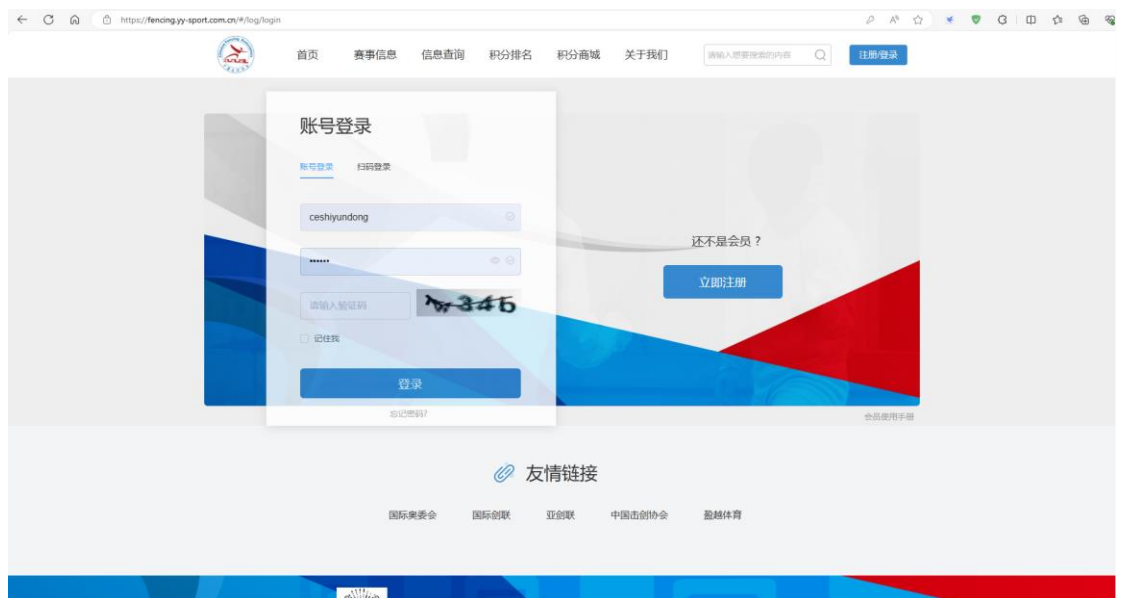 https://fencing.yy-sport.com.cn/#/log/login
首页 赛事信息 信息查询 积分排名 积分商城 关于我们 请输入想要搜索的内容 注册/登录
账号登录
账号登录 扫码登录
ceshiyundong
••••••
请输入验证码
记住我
登录
忘记密码?
还不是会员？
立即注册
会员使用手册
友情链接
国际奥委会 国际剑联 亚剑联 中国击剑协会 盈越体育